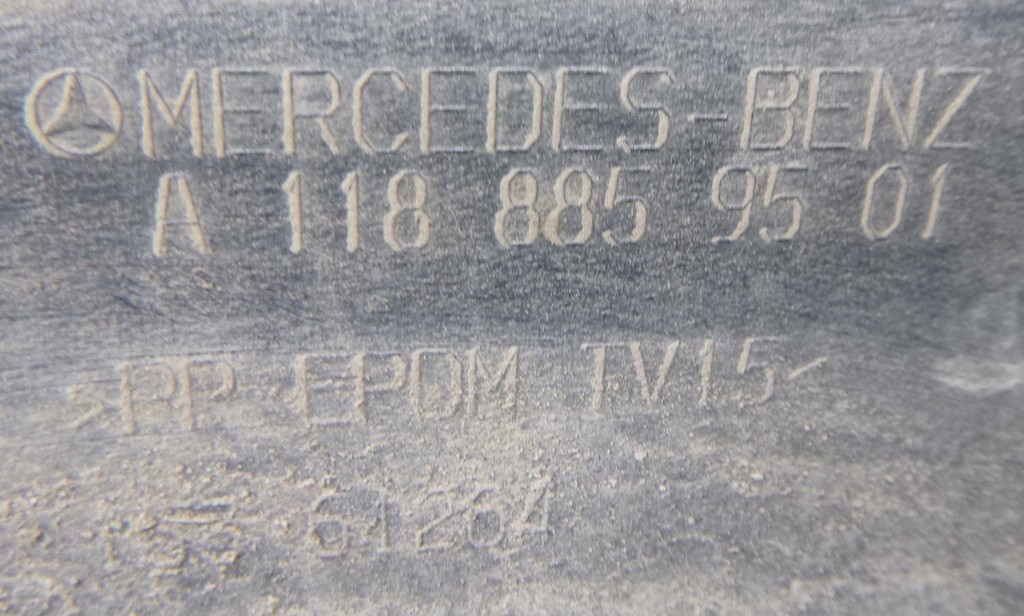 MERCEDES-BENZ
A 118 885 95 01
>PP EPDM TV15<
61264